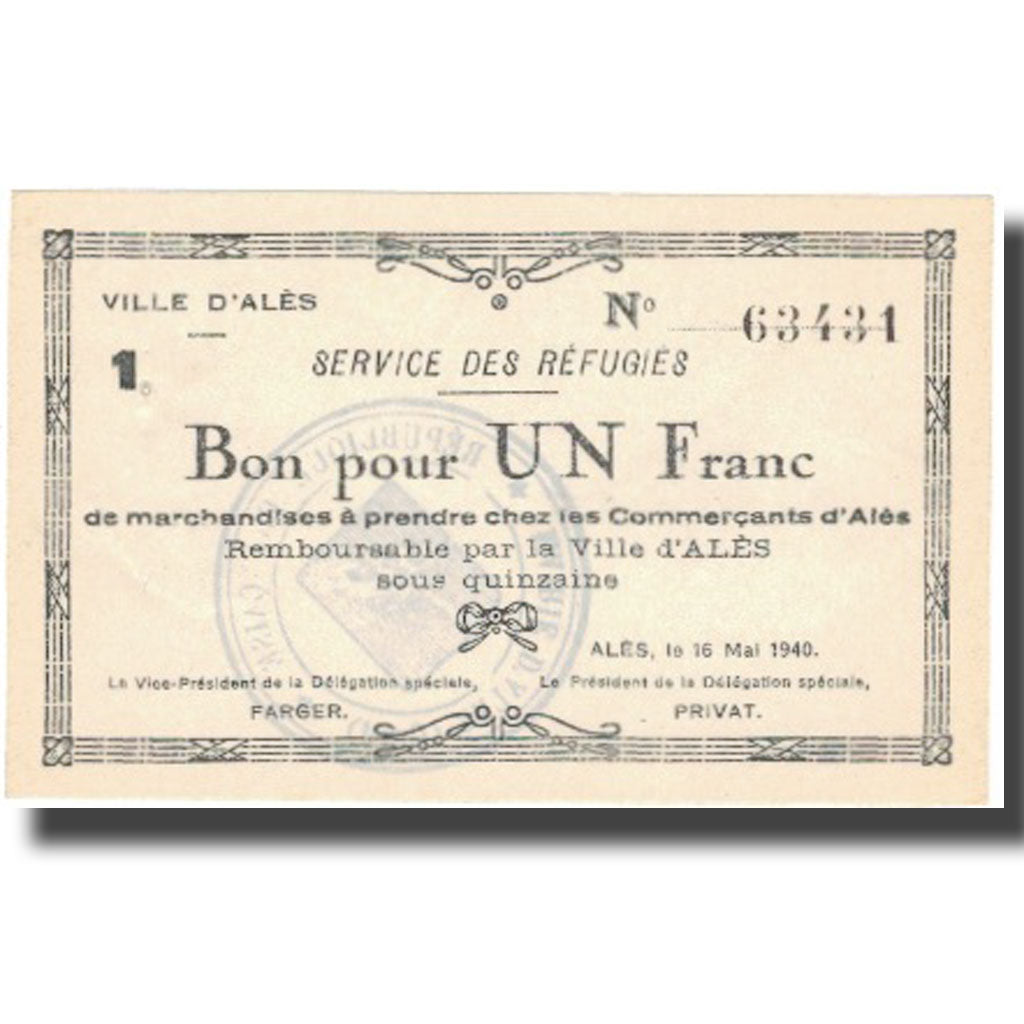 VILLE D'ALÈS
Nº 63431
1
SERVICE DES RÉFUGIÉS
Bon pour UN Franc
de marchandises à prendre chez les Commerçants d'Alès
Remboursable par la Ville d'ALÈS
sous quinzaine
ALÈS, le 16 Mai 1940.
Le Vice-Président de la Délégation spéciale,
Le Président de la Délégation spéciale,
FARGER.
PRIVAT.